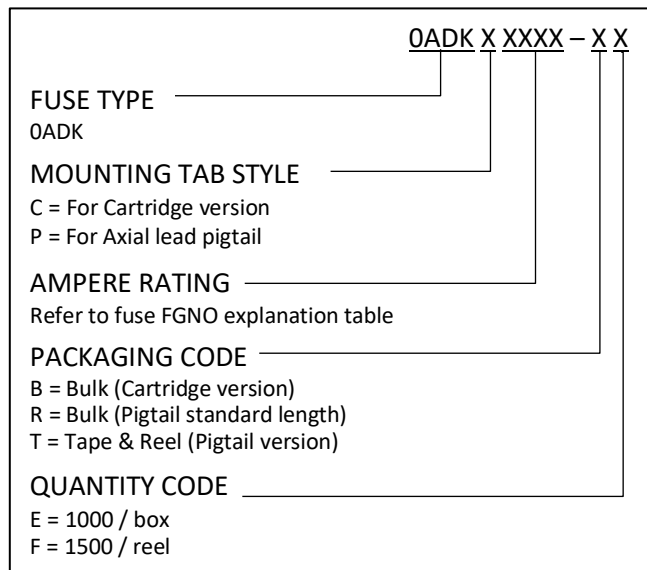 0ADK X XXXX – X X
FUSE TYPE
0ADK
MOUNTING TAB STYLE
C = For Cartridge version
P = For Axial lead pigtail
AMPERE RATING
Refer to fuse FGNO explanation table
PACKAGING CODE
B = Bulk (Cartridge version)
R = Bulk (Pigtail standard length)
T = Tape & Reel (Pigtail version)
QUANTITY CODE
E = 1000 / box
F = 1500 / reel